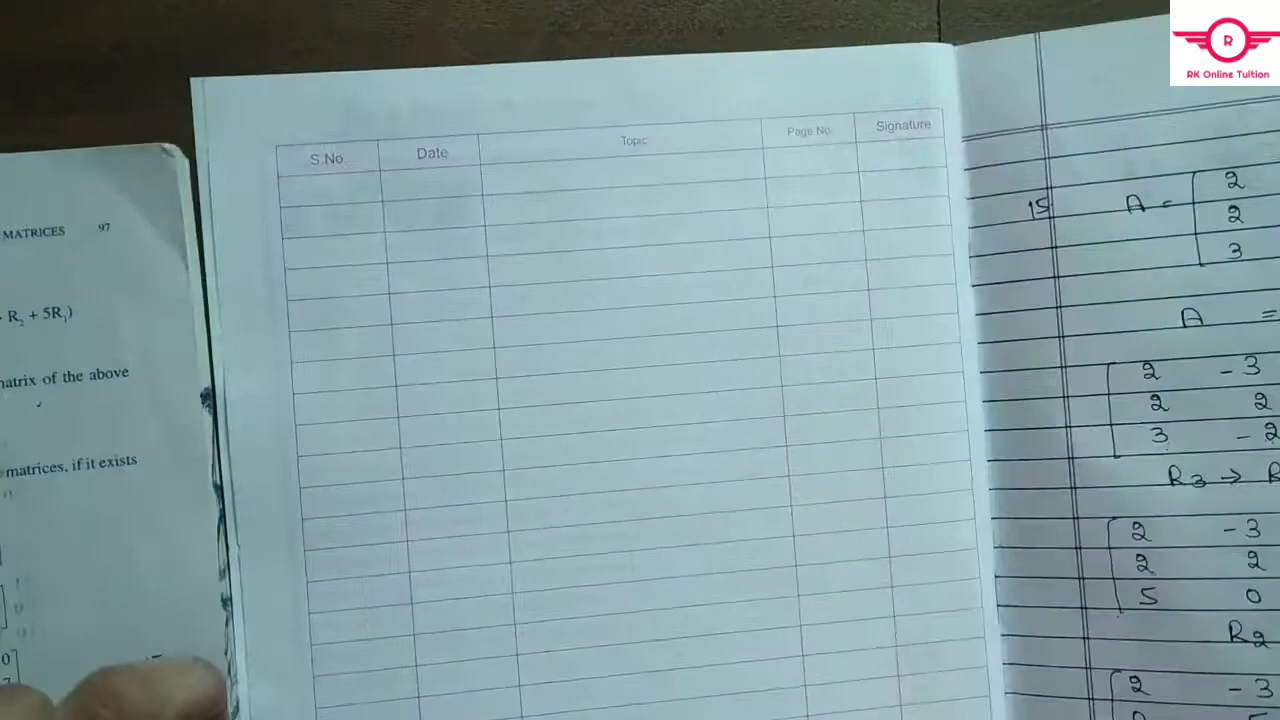 R
RK Online Tuition
MATRICES 97
R₂ + 5R₁)
matrix of the above
matrices, if it exists
0
S.No. Date Topic Page No. Signature
15 A = 2
2
3
A =
2 -3
2 2
3 -2
R3 → R
2 -3
2 2
5 0
R2
2 -3